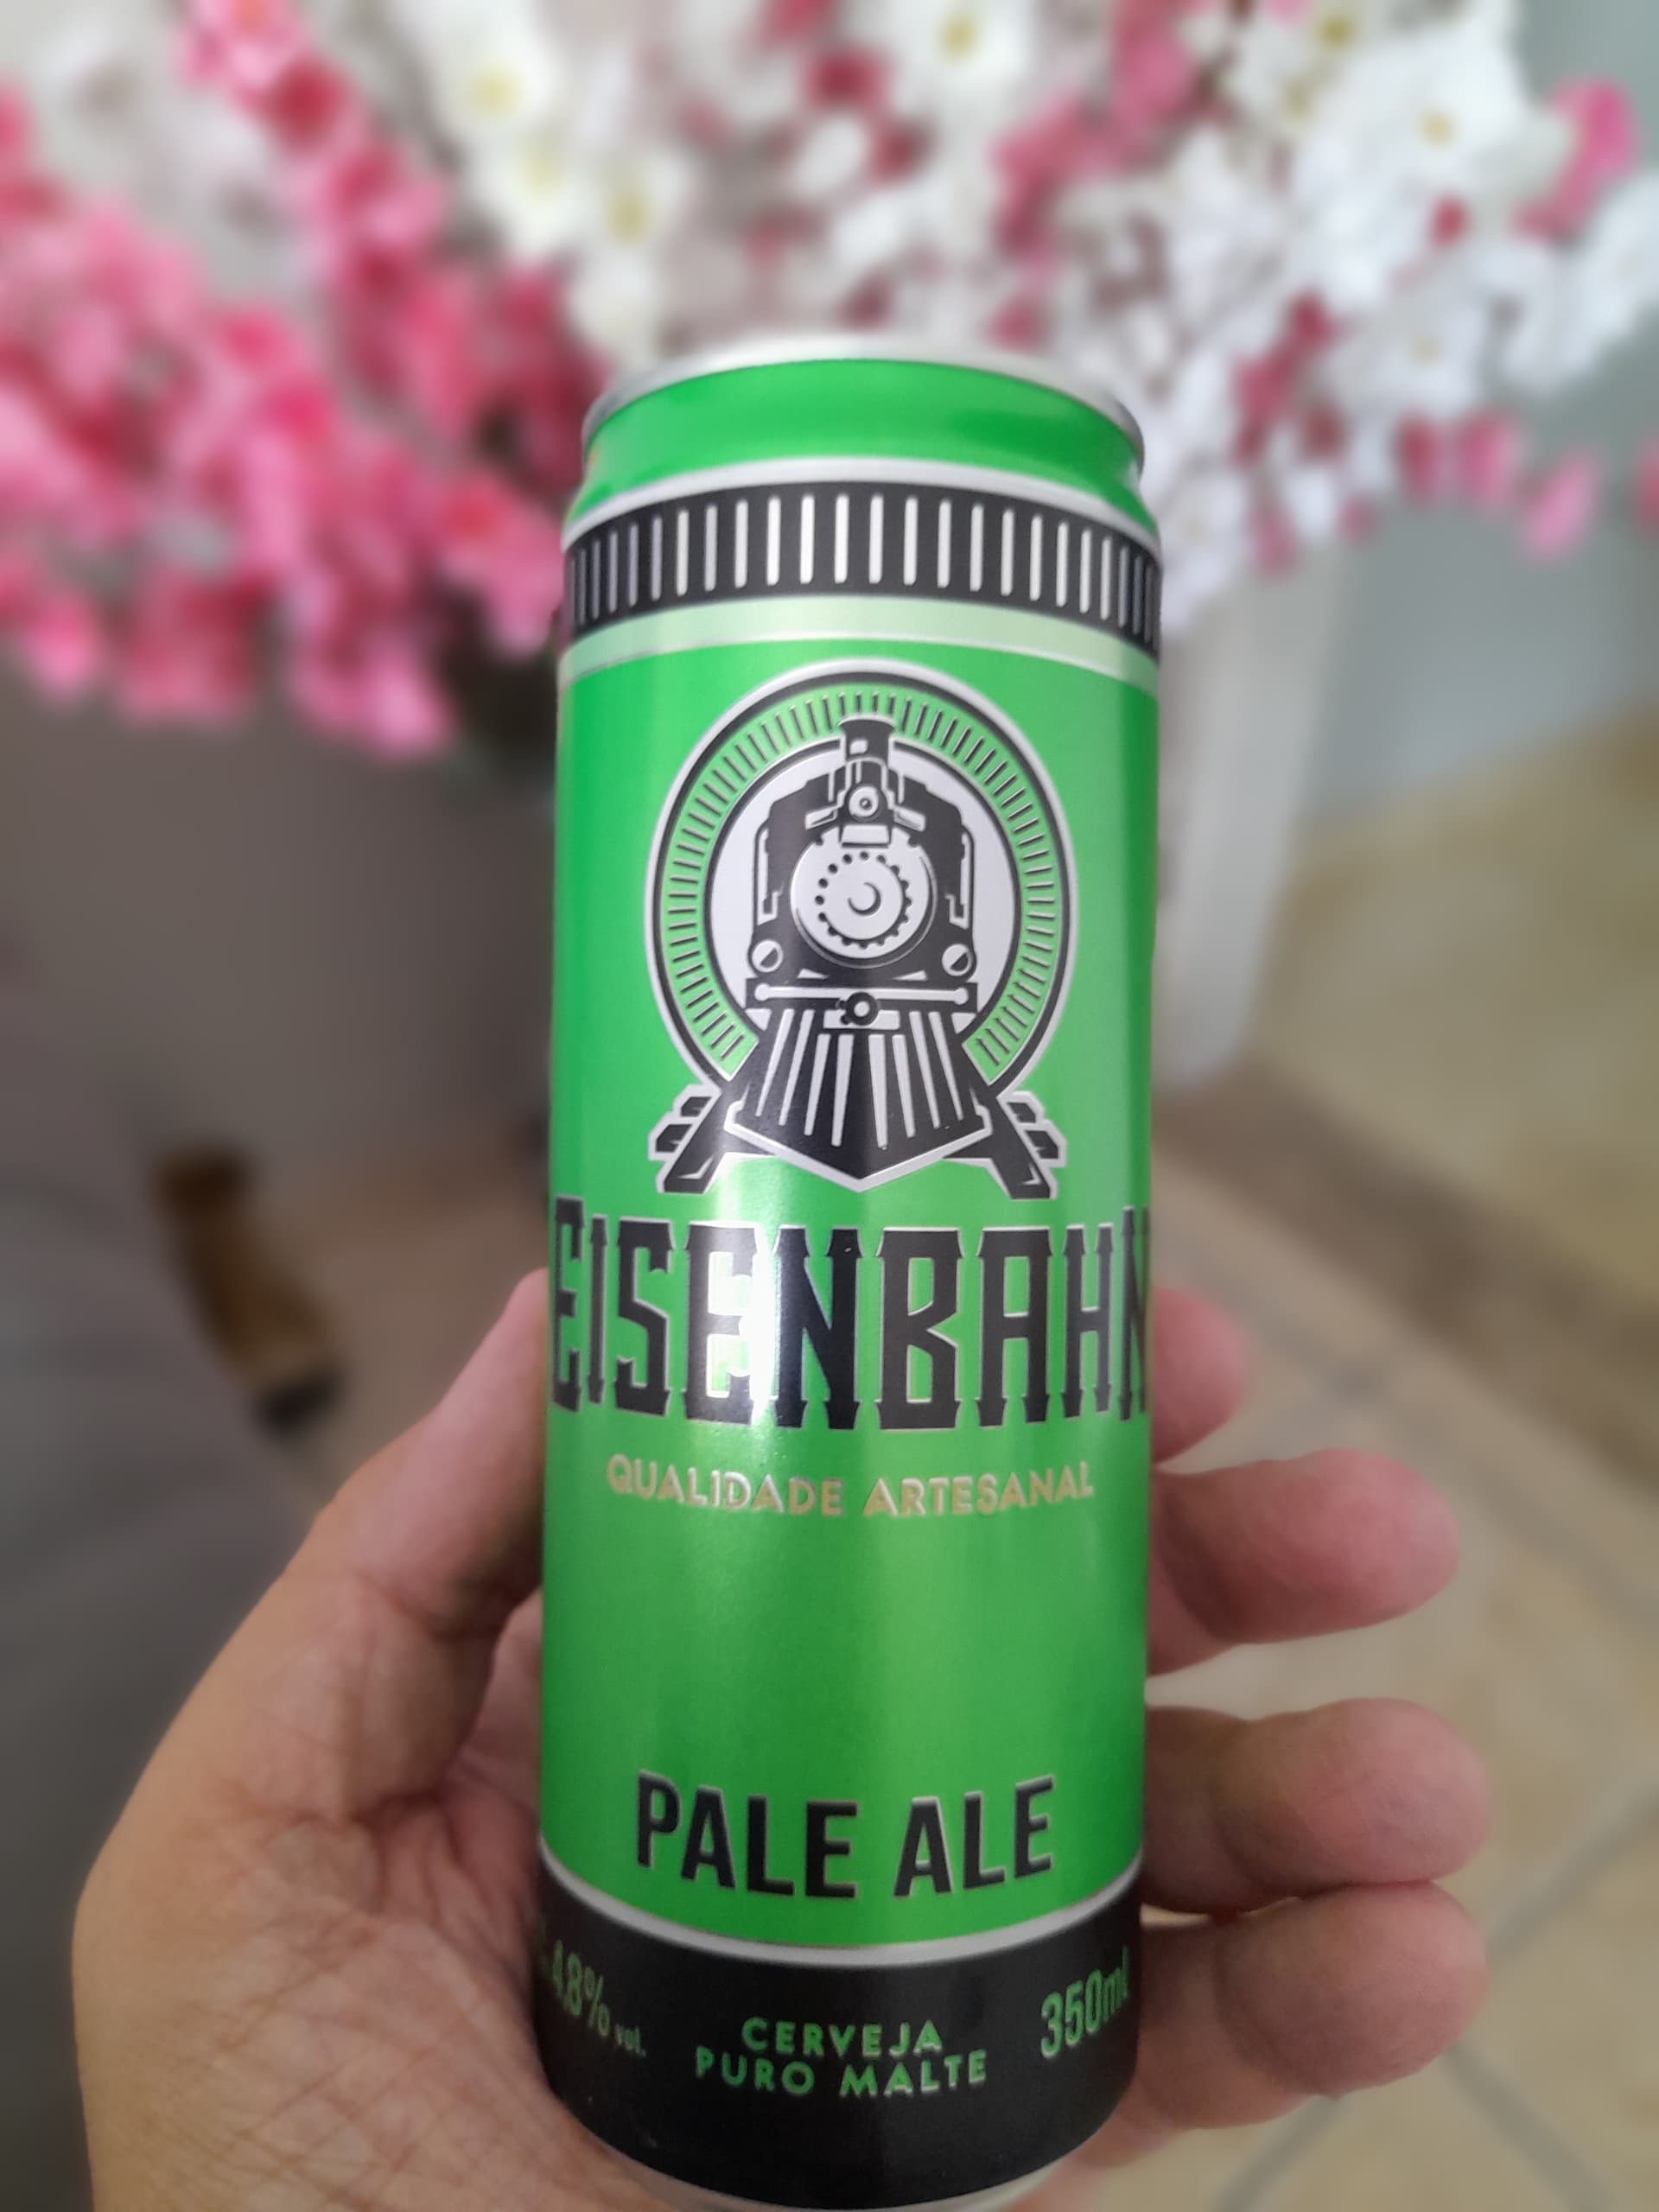 EISENBAHN
QUALIDADE ARTESANAL
PALE ALE
4,8% vol.
CERVEJA
PURO MALTE
350ml